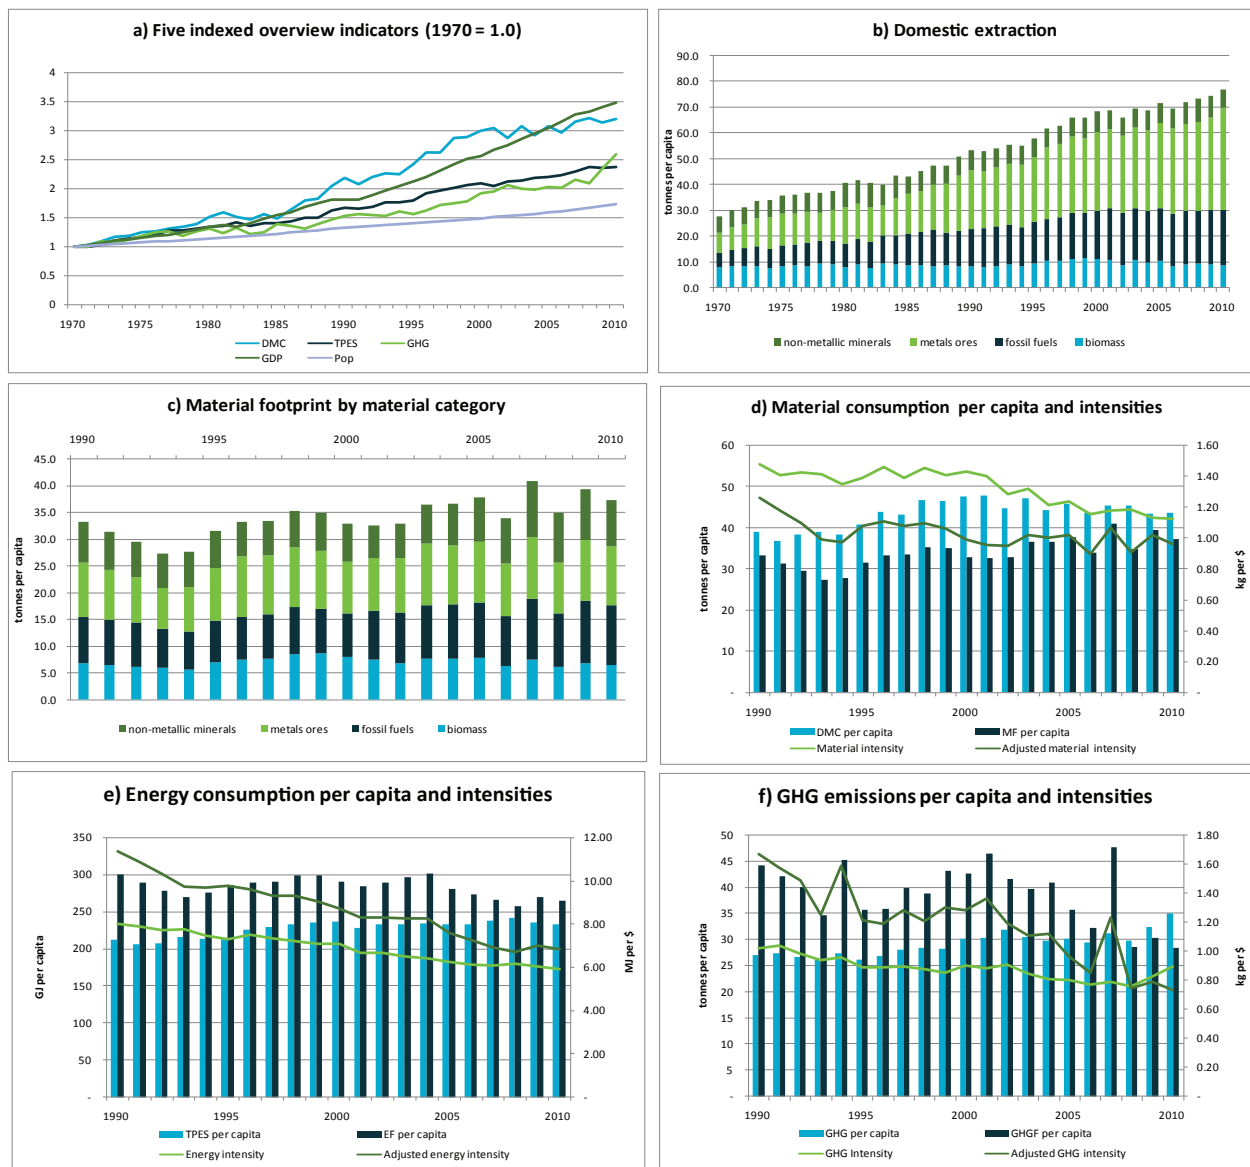 a) Five indexed overview indicators (1970 = 1.0)
4
3.5
3
2.5
2
1.5
1
0.5
0
1970 1975 1980 1985 1990 1995 2000 2005 2010
DMC TPES GHG
GDP Pop
b) Domestic extraction
tonnes per capita
90.0
80.0
70.0
60.0
50.0
40.0
30.0
20.0
10.0
0.0
1970 1975 1980 1985 1990 1995 2000 2005 2010
non-metallic minerals metals ores fossil fuels biomass
c) Material footprint by material category
1990 1995 2000 2005 2010
tonnes per capita
45.0
40.0
35.0
30.0
25.0
20.0
15.0
10.0
5.0
0.0
non-metallic minerals metals ores fossil fuels biomass
d) Material consumption per capita and intensities
tonnes per capita
60
50
40
30
20
10
-
1.60
1.40
1.20
1.00
0.80
0.60
0.40
0.20
-
kg per $
1990 1995 2000 2005 2010
DMC per capita MF per capita
Material intensity Adjusted material intensity
e) Energy consumption per capita and intensities
GJ per capita
350
300
250
200
150
100
50
-
12.00
10.00
8.00
6.00
4.00
2.00
-
MJ per $
1990 1995 2000 2005 2010
TPES per capita EF per capita
Energy intensity Adjusted energy intensity
f) GHG emissions per capita and intensities
tonnes per capita
50
45
40
35
30
25
20
15
10
5
-
1.80
1.60
1.40
1.20
1.00
0.80
0.60
0.40
0.20
-
kg per $
1990 1995 2000 2005 2010
GHG per capita GHGF per capita
GHG Intensity Adjusted GHG intensity